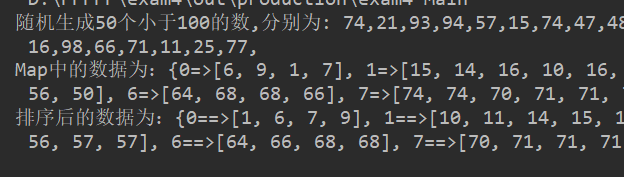 随机生成50个小于100的数,分别为: 74,21,93,94,57,15,74,47,48
16,98,66,71,11,25,77,
Map中的数据为: {0=>[6, 9, 1, 7], 1=>[15, 14, 16, 10, 16,
56, 50], 6=>[64, 68, 68, 66], 7=>[74, 74, 70, 71, 71,
排序后的数据为: {0==>[1, 6, 7, 9], 1==>[10, 11, 14, 15, 1
56, 57, 57], 6==>[64, 66, 68, 68], 7==>[70, 71, 71, 71